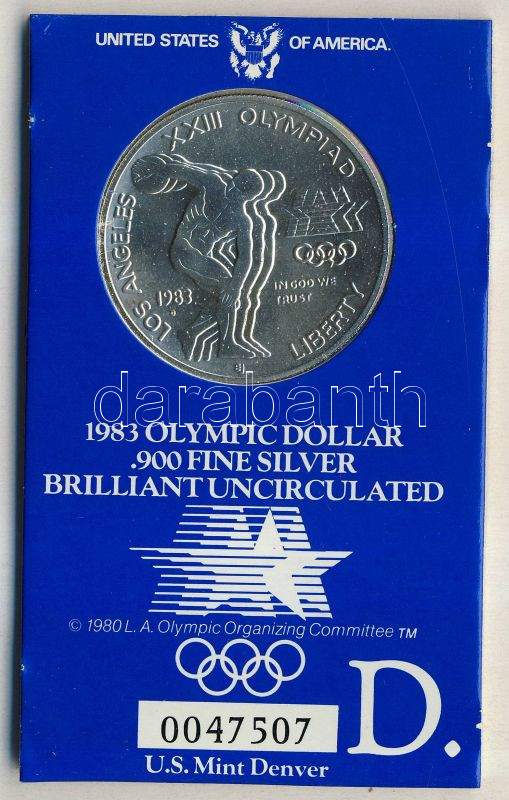 UNITED STATES OF AMERICA.
LOS ANGELES XXIII OLYMPIAD
1983
D
IN GOD WE
TRUST
LIBERTY
EJ
darabanth
1983 OLYMPIC DOLLAR
.900 FINE SILVER
BRILLIANT UNCIRCULATED
© 1980 L.A. Olympic Organizing Committee TM
0047507
D.
U.S. Mint Denver